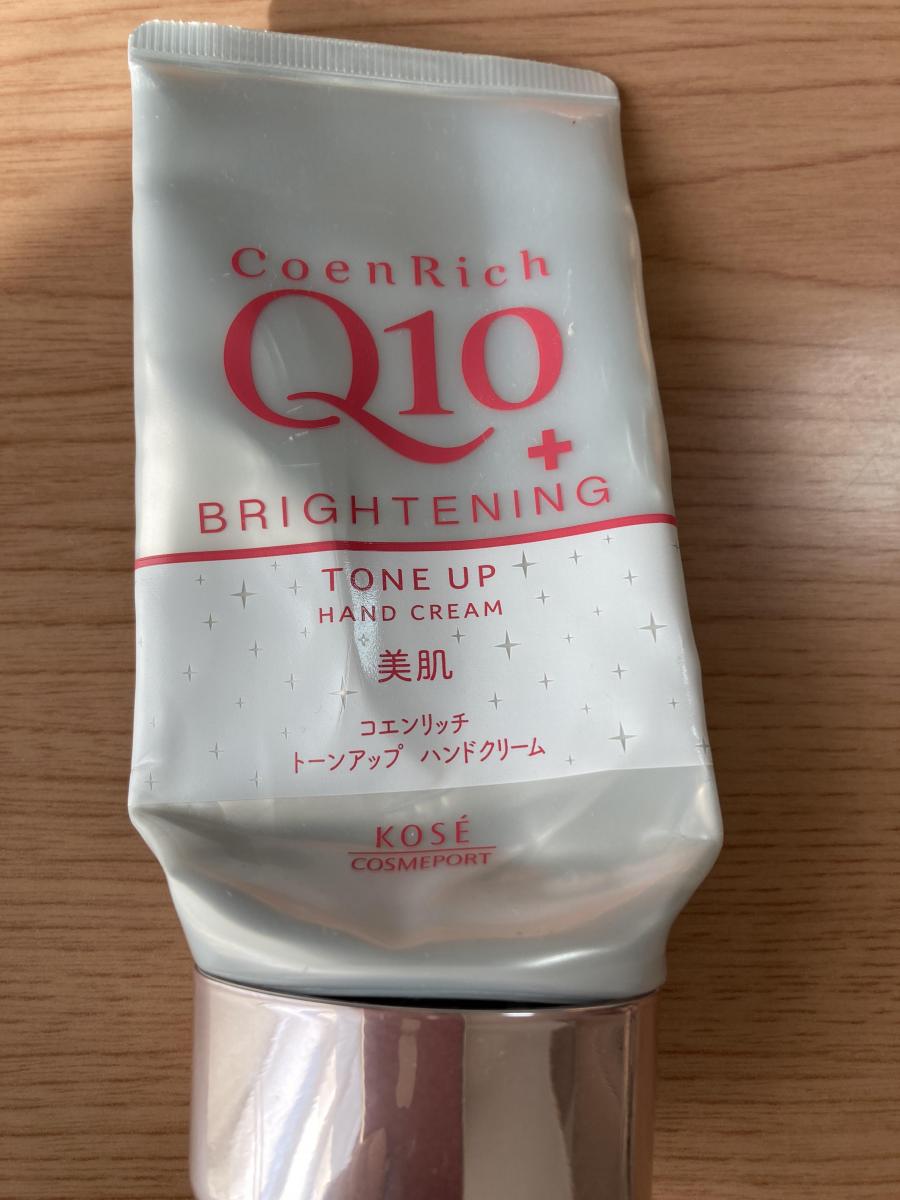 CoenRich
Q10
+
BRIGHTENING
TONE UP
HAND CREAM
美肌
コエンリッチ
トーンアップ ハンドクリーム
KOSÉ
COSMEPORT